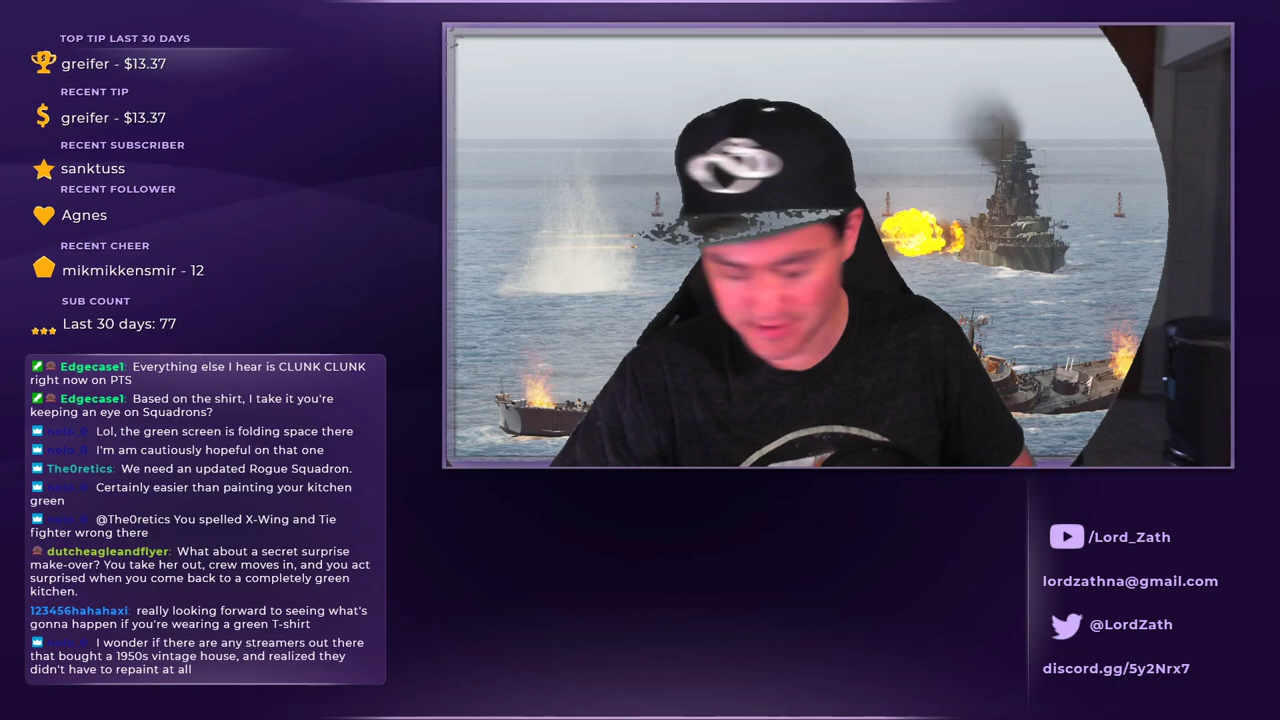 TOP TIP LAST 30 DAYS
greifer - $13.37
RECENT TIP
greifer - $13.37
RECENT SUBSCRIBER
sanktuss
RECENT FOLLOWER
Agnes
RECENT CHEER
mikmikkensmir - 12
SUB COUNT
Last 30 days: 77
Edgecase1: Everything else I hear is CLUNK CLUNK
right now on PTS
Edgecase1: Based on the shirt, I take it you're
keeping an eye on Squadrons?
nolo_0 Lol, the green screen is folding space there
nolo_0 I'm am cautiously hopeful on that one
The0retics: We need an updated Rogue Squadron.
nolo_0 Certainly easier than painting your kitchen
green
nolo_0 @The0retics You spelled X-Wing and Tie
fighter wrong there
dutcheagleandflyer: What about a secret surprise
make-over? You take her out, crew moves in, and you act
surprised when you come back to a completely green
kitchen.
123456hahahaxi: really looking forward to seeing what's
gonna happen if you're wearing a green T-shirt
nolo_0 I wonder if there are any streamers out there
that bought a 1950s vintage house, and realized they
didn't have to repaint at all
/Lord_Zath
lordzathna@gmail.com
@LordZath
discord.gg/5y2Nrx7